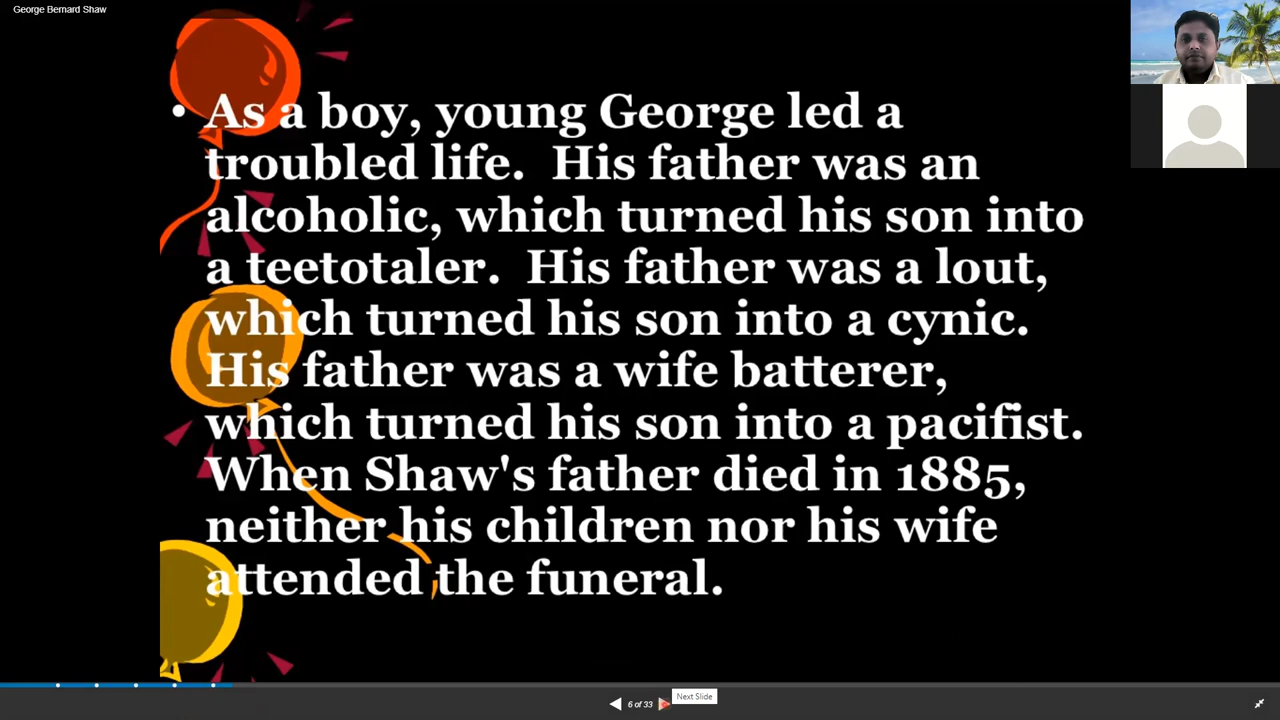 George Bernard Shaw
• As a boy, young George led a
troubled life.  His father was an
alcoholic, which turned his son into
a teetotaler.  His father was a lout,
which turned his son into a cynic.
His father was a wife batterer,
which turned his son into a pacifist.
When Shaw's father died in 1885,
neither his children nor his wife
attended the funeral.
Next Slide
6 of 33